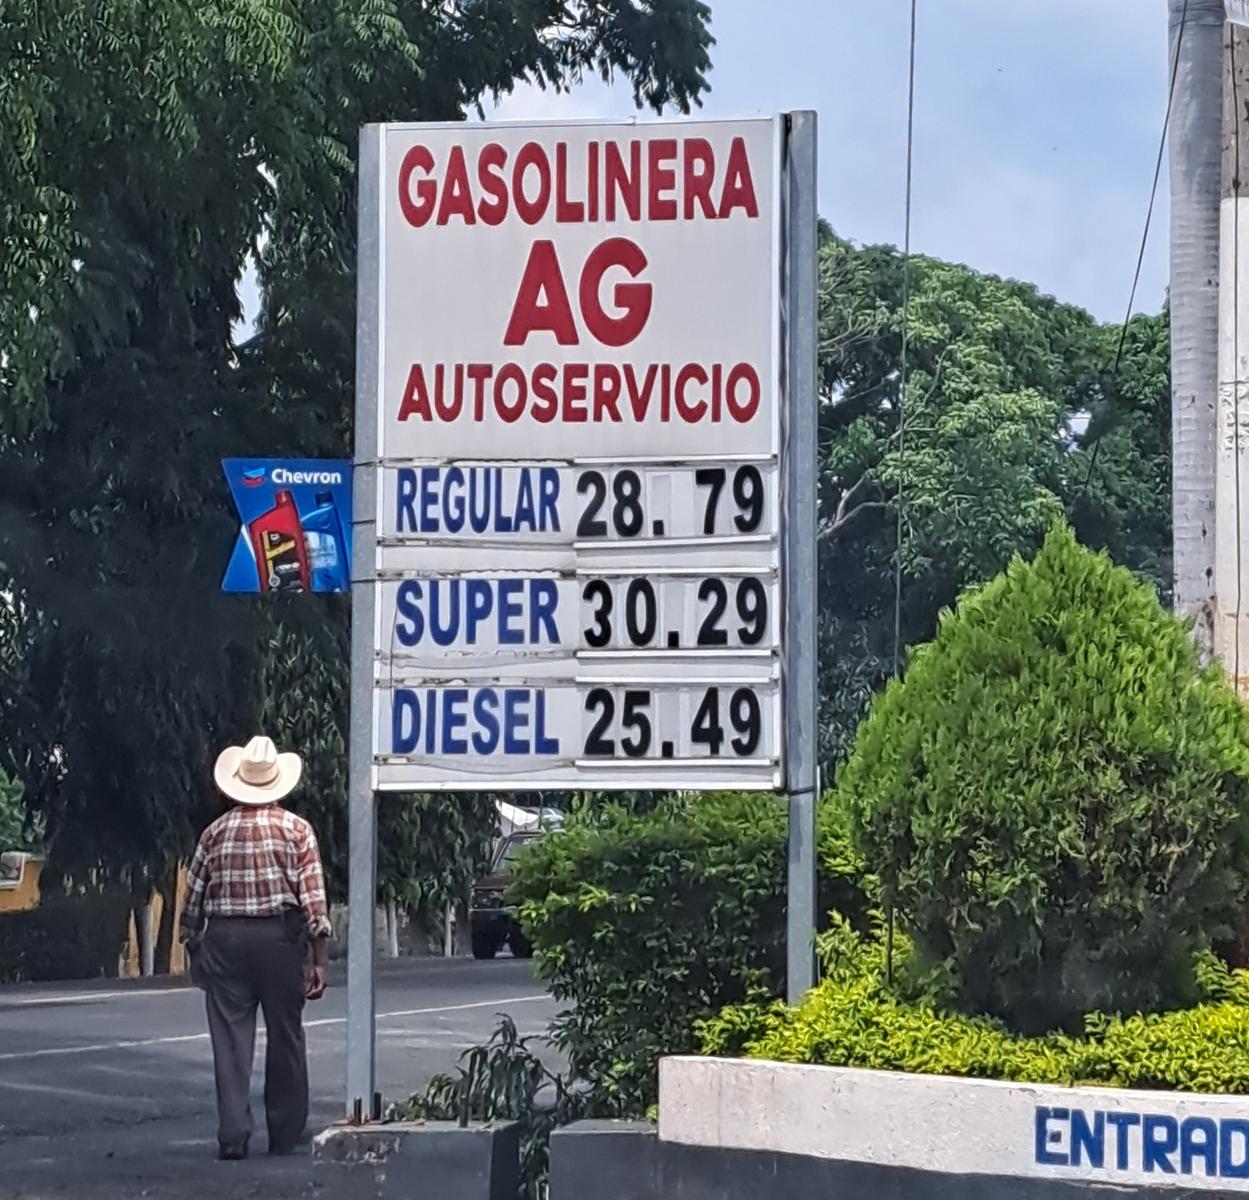 GASOLINERA
AG
AUTOSERVICIO
Chevron
REGULAR 28.79
SUPER 30.29
DIESEL 25.49
ENTRAD